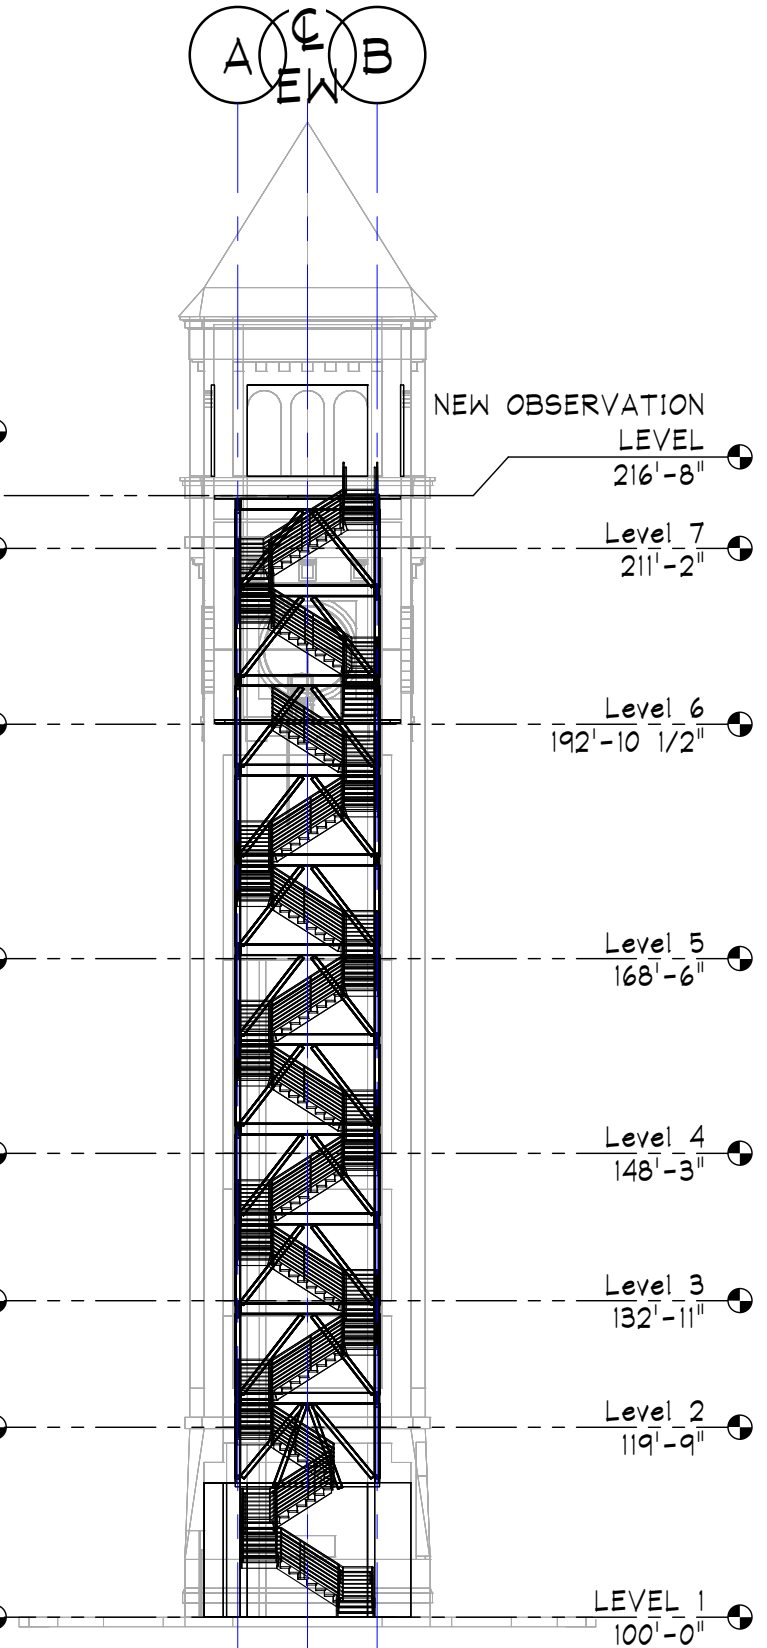 A ℄ B
EW
NEW OBSERVATION
LEVEL
216'-8"
Level 7
211'-2"
Level 6
192'-10 1/2"
Level 5
168'-6"
Level 4
148'-3"
Level 3
132'-11"
Level 2
119'-9"
LEVEL 1
100'-0"